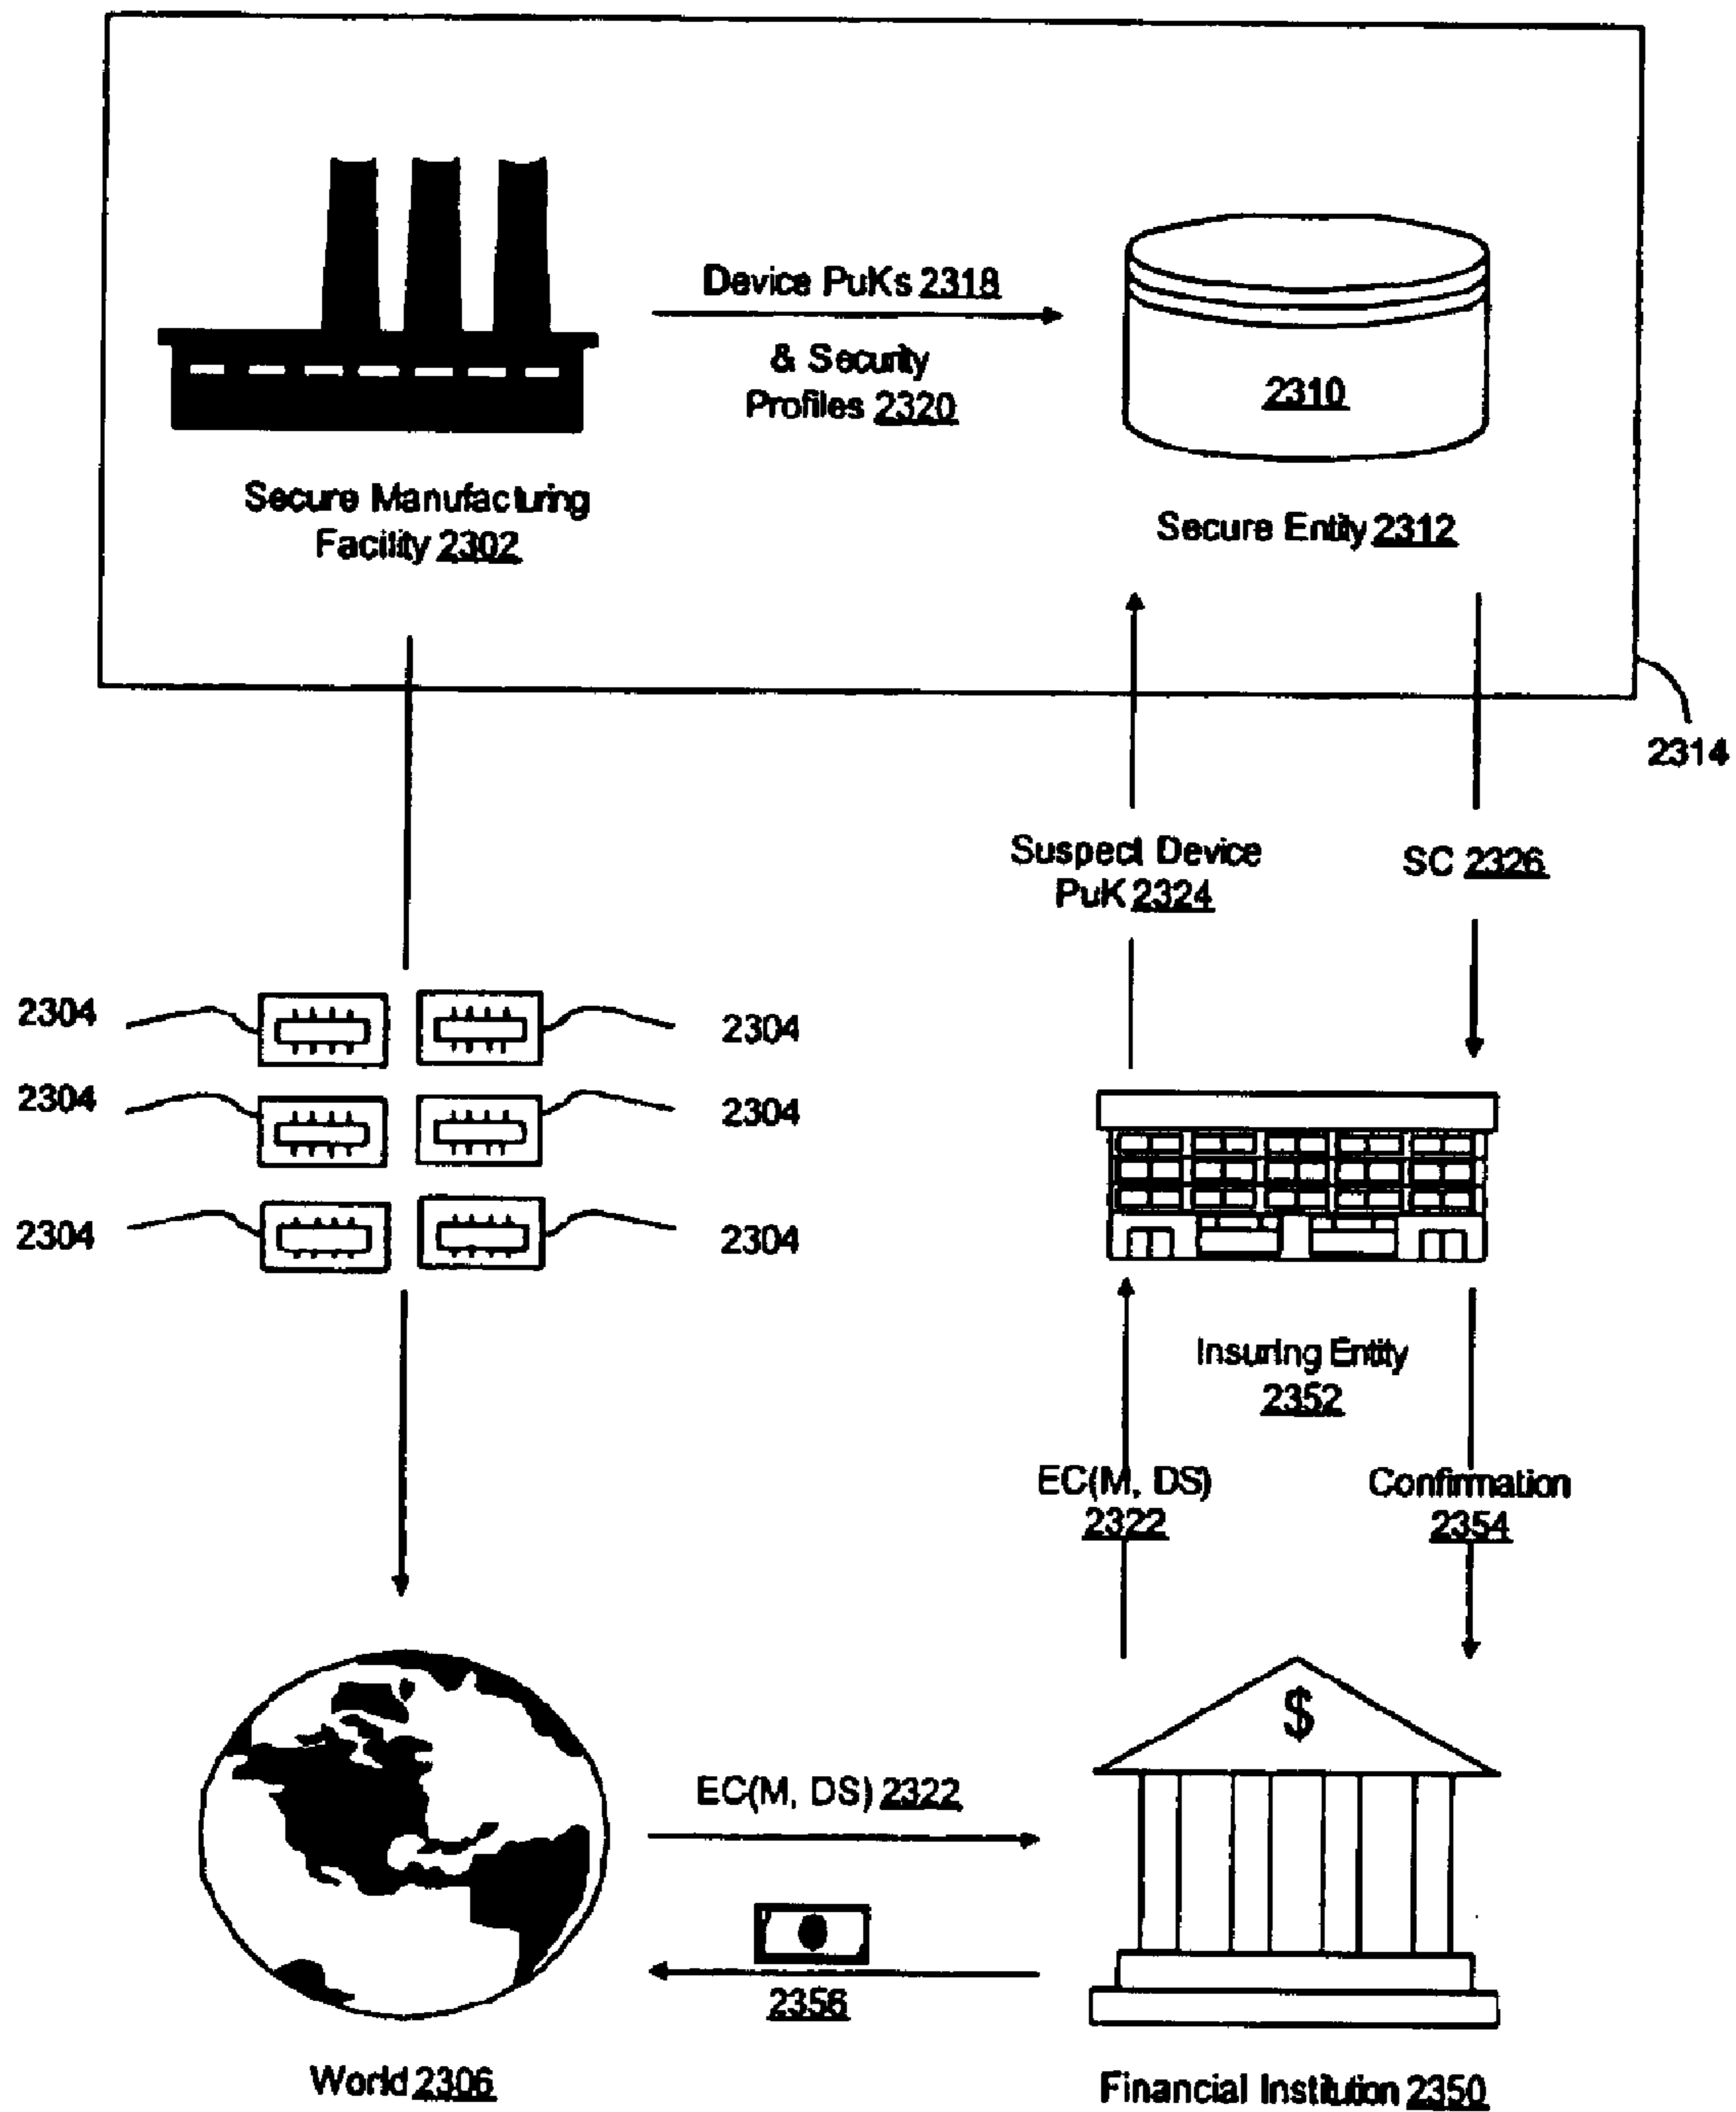 Device PuKs 2318
& Security
Profiles 2320
2310
Secure Manufacturing
Facility 2302
Secure Entity 2312
2314
Suspect Device
PuK 2324
SC 2326
2304
2304
2304
2304
2304
2304
Insuring Entity
2352
EC(M, DS)
2322
Confirmation
2354
$
EC(M, DS) 2322
2356
World 2306
Financial Institution 2350